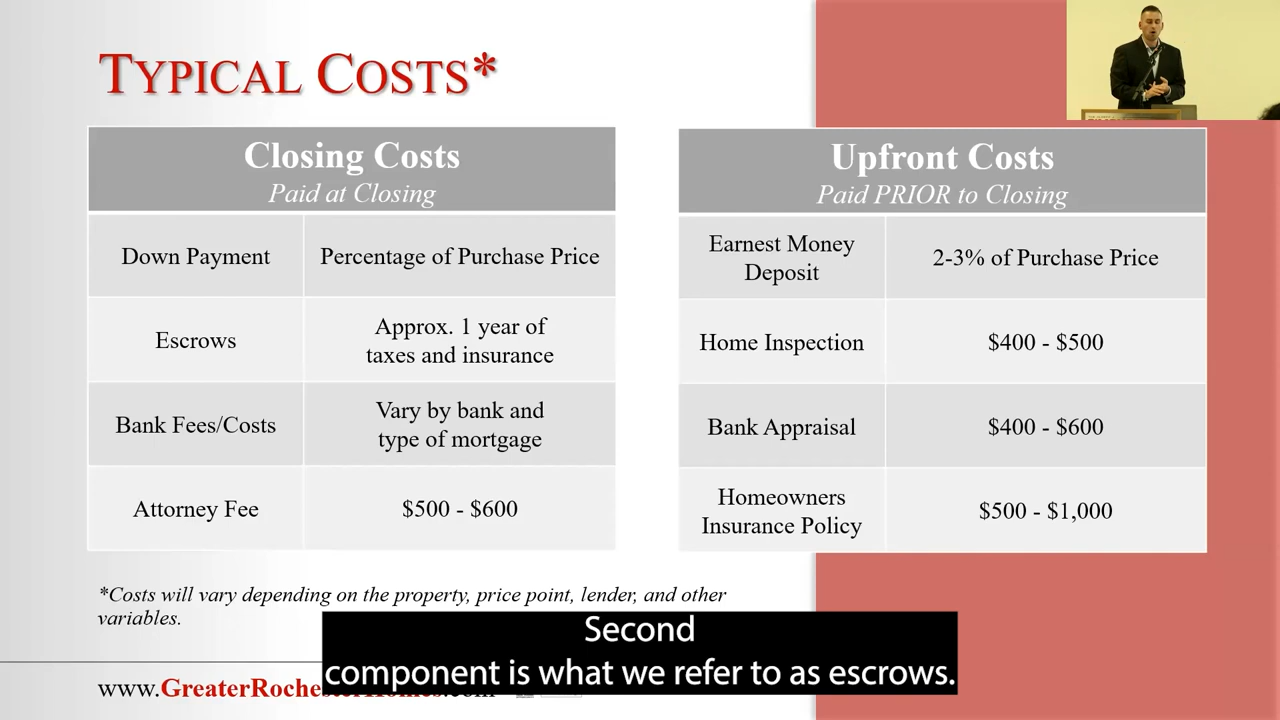 TYPICAL COSTS*
Closing Costs
Paid at Closing
Down Payment
Percentage of Purchase Price
Escrows
Approx. 1 year of
taxes and insurance
Bank Fees/Costs
Vary by bank and
type of mortgage
Attorney Fee
$500 - $600
Upfront Costs
Paid PRIOR to Closing
Earnest Money
Deposit
2-3% of Purchase Price
Home Inspection
$400 - $500
Bank Appraisal
$400 - $600
Homeowners
Insurance Policy
$500 - $1,000
*Costs will vary depending on the property, price point, lender, and other
variables.
Second
component is what we refer to as escrows.
www.GreaterRochesterHomes.com